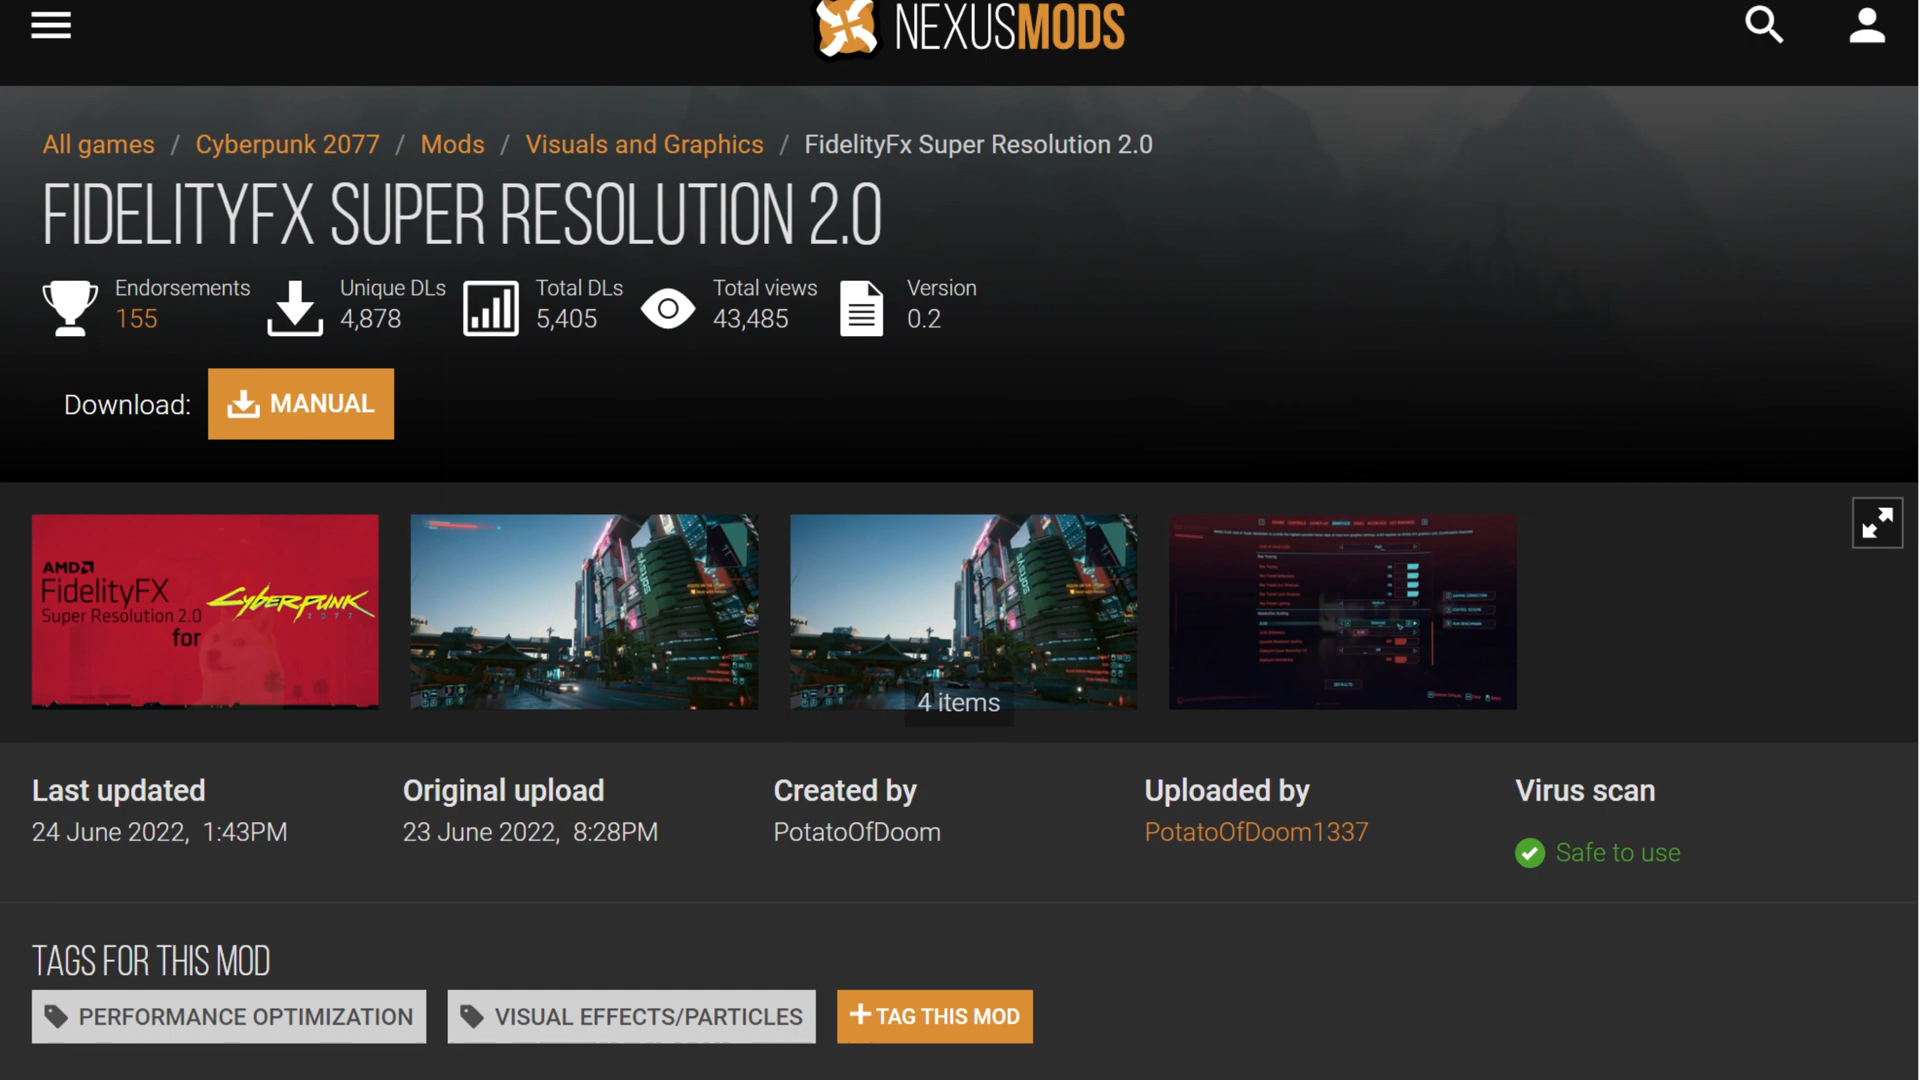 NEXUSMODS
All games / Cyberpunk 2077 / Mods / Visuals and Graphics / FidelityFx Super Resolution 2.0
FIDELITYFX SUPER RESOLUTION 2.0
Endorsements
155
Unique DLs
4,878
Total DLs
5,405
Total views
43,485
Version
0.2
Download:
MANUAL
AMD
FidelityFX
Super Resolution 2.0
for
Cyberpunk
2077
4 items
Last updated
24 June 2022, 1:43PM
Original upload
23 June 2022, 8:28PM
Created by
PotatoOfDoom
Uploaded by
PotatoOfDoom1337
Virus scan
Safe to use
TAGS FOR THIS MOD
PERFORMANCE OPTIMIZATION
VISUAL EFFECTS/PARTICLES
+ TAG THIS MOD